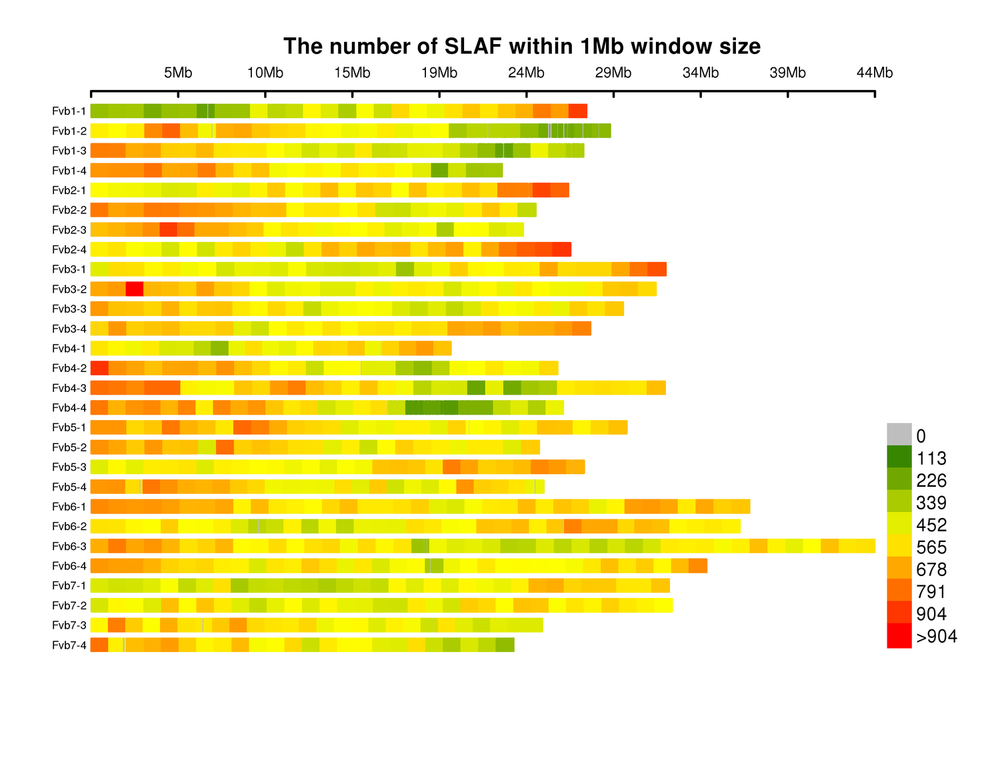 The number of SLAF within 1Mb window size
5Mb 10Mb 15Mb 19Mb 24Mb 29Mb 34Mb 39Mb 44Mb
Fvb1-1
Fvb1-2
Fvb1-3
Fvb1-4
Fvb2-1
Fvb2-2
Fvb2-3
Fvb2-4
Fvb3-1
Fvb3-2
Fvb3-3
Fvb3-4
Fvb4-1
Fvb4-2
Fvb4-3
Fvb4-4
Fvb5-1
Fvb5-2
Fvb5-3
Fvb5-4
Fvb6-1
Fvb6-2
Fvb6-3
Fvb6-4
Fvb7-1
Fvb7-2
Fvb7-3
Fvb7-4
0
113
226
339
452
565
678
791
904
>904